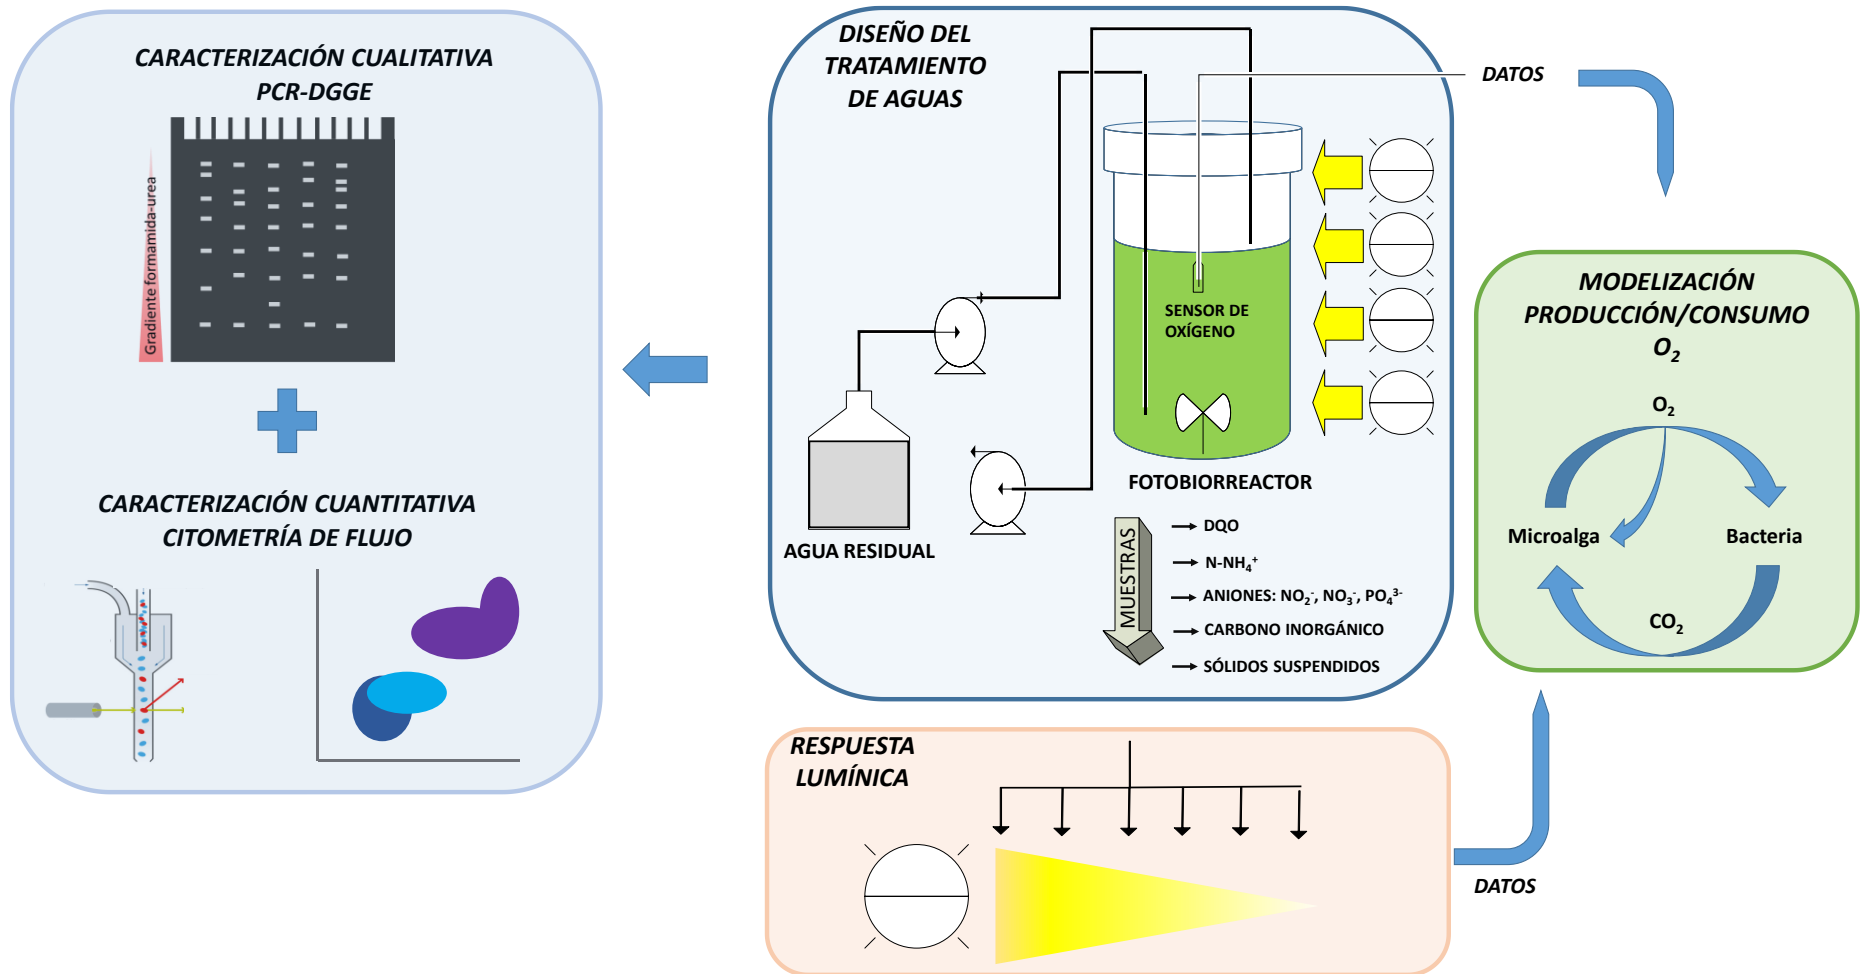 CARACTERIZACIÓN CUALITATIVA
PCR-DGGE
Gradiente formamida-urea
CARACTERIZACIÓN CUANTITATIVA
CITOMETRÍA DE FLUJO
DISEÑO DEL
TRATAMIENTO
DE AGUAS
SENSOR DE
OXÍGENO
AGUA RESIDUAL
FOTOBIORREACTOR
MUESTRAS
DQO
N-NH₄⁺
ANIONES: NO₂⁻, NO₃⁻, PO₄³⁻
CARBONO INORGÁNICO
SÓLIDOS SUSPENDIDOS
DATOS
MODELIZACIÓN
PRODUCCIÓN/CONSUMO
O₂
O₂
Microalga
Bacteria
CO₂
RESPUESTA
LUMÍNICA
DATOS